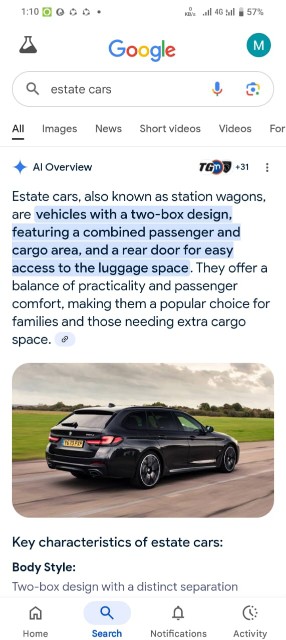 1:10
4G 57%
Google
M
estate cars
All Images News Short videos Videos For
AI Overview
+31
Estate cars, also known as station wagons,
are vehicles with a two-box design,
featuring a combined passenger and
cargo area, and a rear door for easy
access to the luggage space. They offer a
balance of practicality and passenger
comfort, making them a popular choice for
families and those needing extra cargo
space.
Key characteristics of estate cars:
Body Style:
Two-box design with a distinct separation
Home Search Notifications Activity